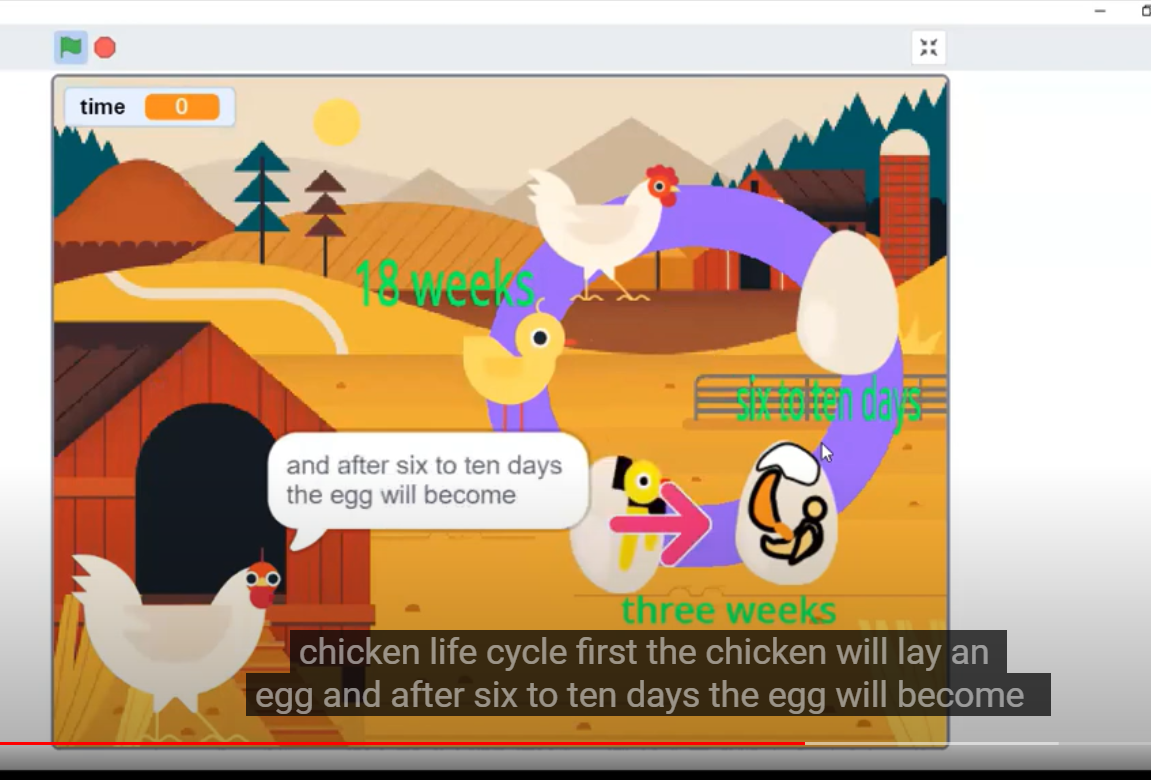 time 0
18 weeks
six to ten days
and after six to ten days
the egg will become
three weeks
chicken life cycle first the chicken will lay an
egg and after six to ten days the egg will become